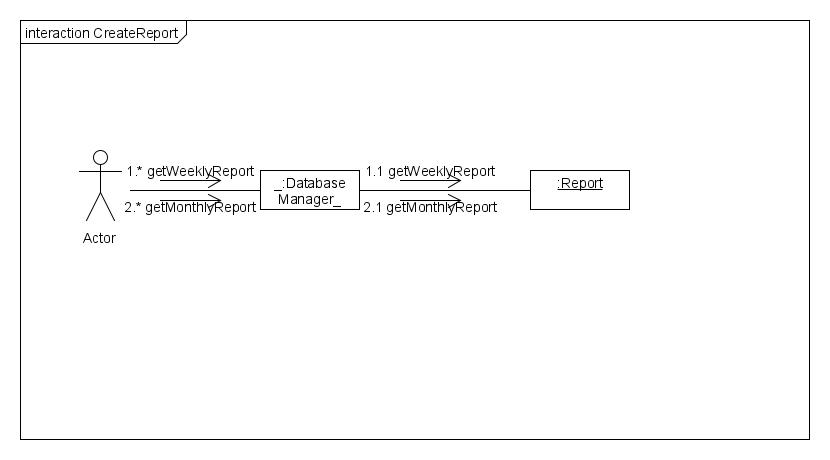 interaction CreateReport
1.* getWeeklyReport
1.1 getWeeklyReport
_:Database
Manager_
:Report
2.* getMonthlyReport
2.1 getMonthlyReport
Actor